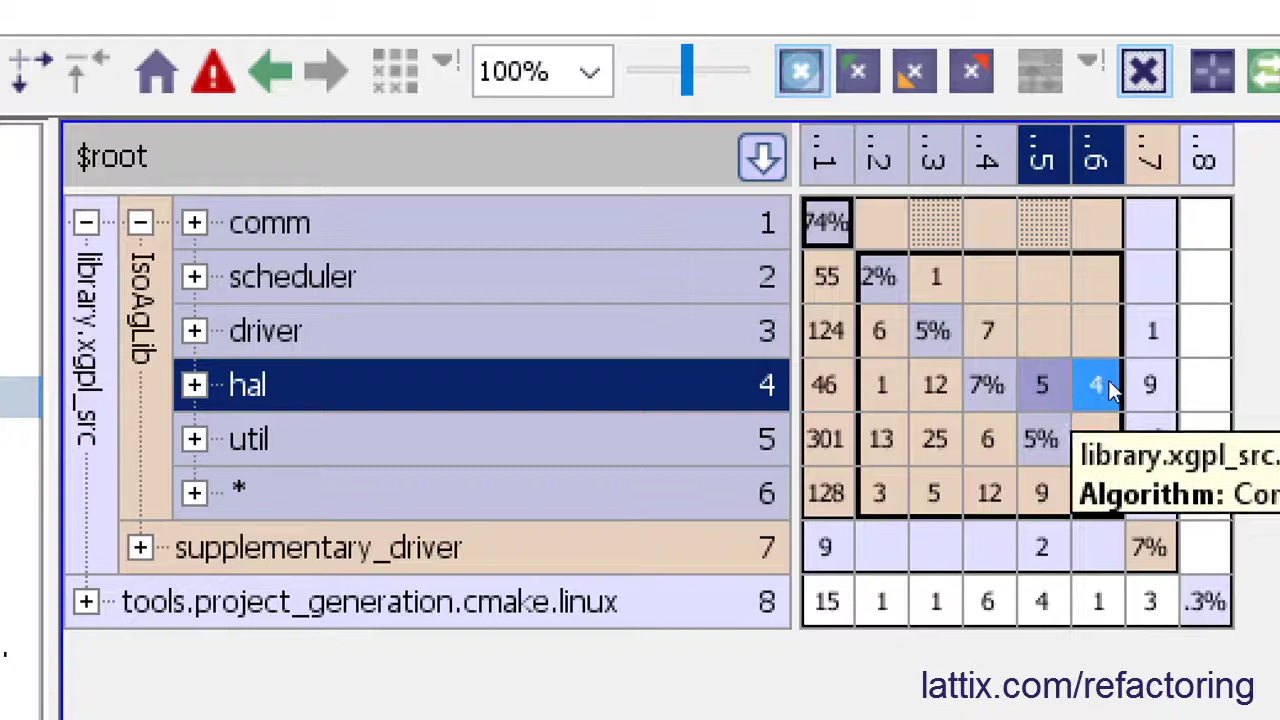 100%
$root
1 2 3 4 5 6 7 8
library.xgpl_src
IsoAgLib
comm 1 74%
scheduler 2 55 2% 1
driver 3 124 6 5% 7 1
hal 4 46 1 12 7% 5 4 9
util 5 301 13 25 6 5%
* 6 128 3 5 12 9
library.xgpl_src.
Algorithm: Con
supplementary_driver 7 9 2 7%
tools.project_generation.cmake.linux 8 15 1 1 6 4 1 3 .3%
lattix.com/refactoring